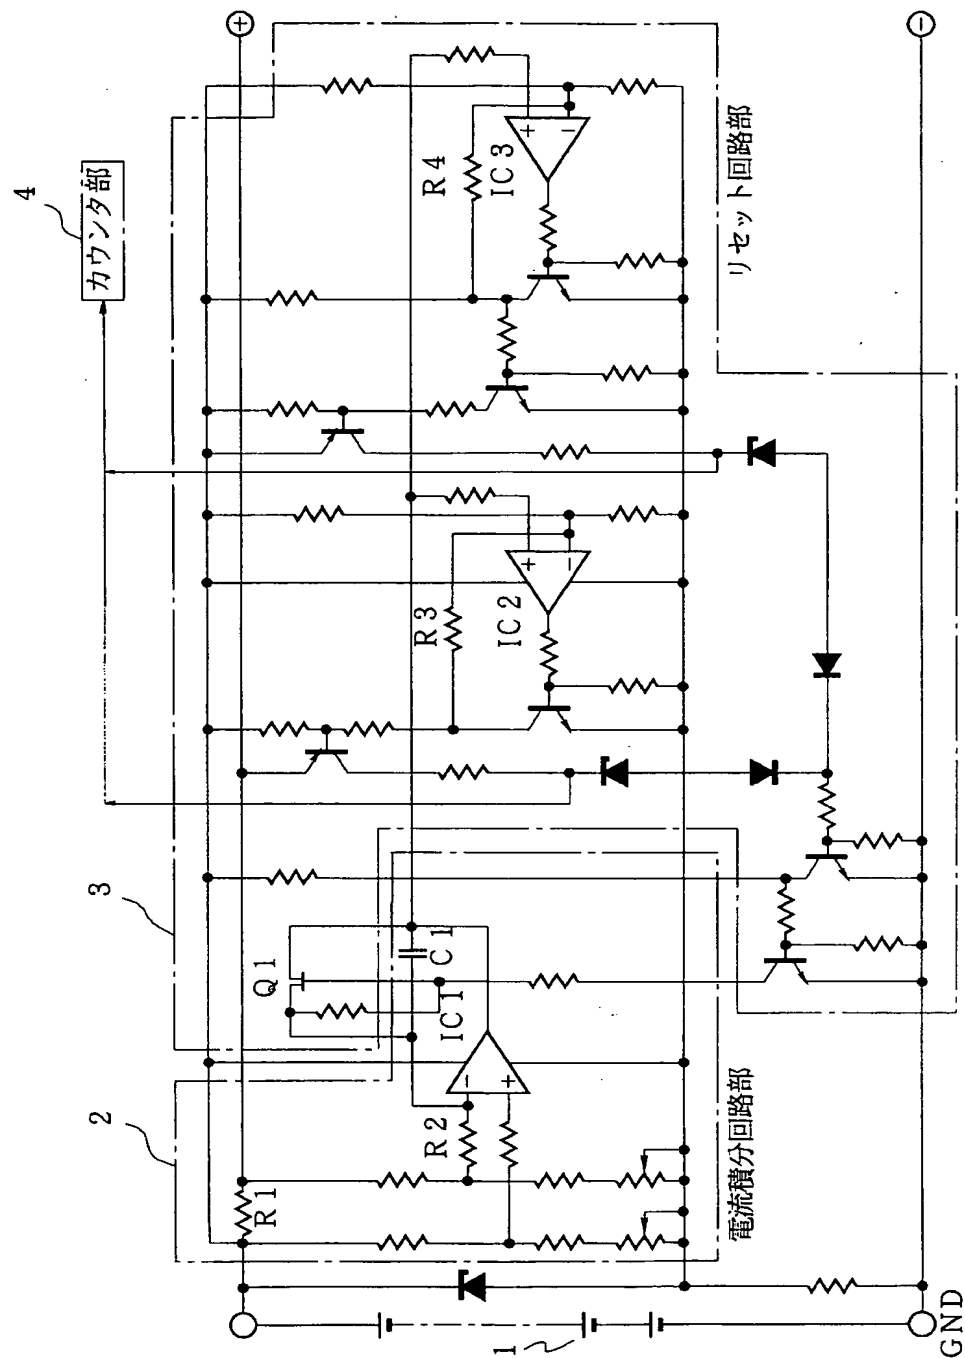 4
カウンタ部
3
2
電流積分回路部
リセット回路部
R1
R2
IC1
C1
Q1
R3
IC2
R4
IC3
+
−
−
+
+
−
+
−
1
GND